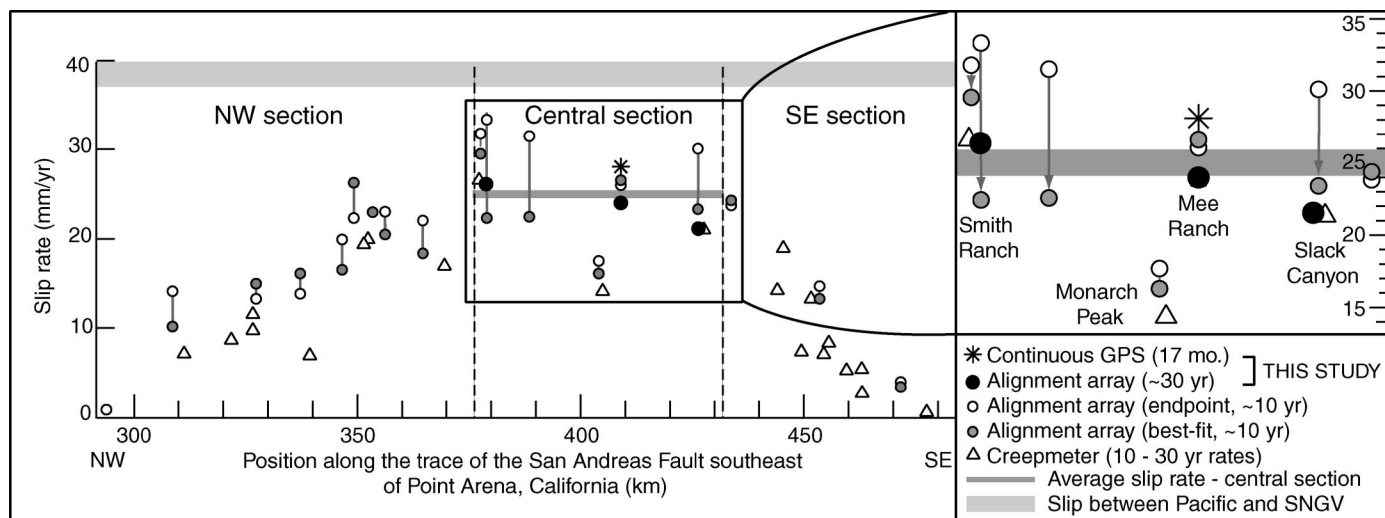 40
30
20
10
0
Slip rate (mm/yr)
NW section
Central section
SE section
300
350
400
450
NW
SE
Position along the trace of the San Andreas Fault southeast
of Point Arena, California (km)
35
30
25
20
15
Smith
Ranch
Mee
Ranch
Slack
Canyon
Monarch
Peak
Continuous GPS (17 mo.)
Alignment array (~30 yr)
THIS STUDY
Alignment array (endpoint, ~10 yr)
Alignment array (best-fit, ~10 yr)
Creepmeter (10 - 30 yr rates)
Average slip rate - central section
Slip between Pacific and SNGV